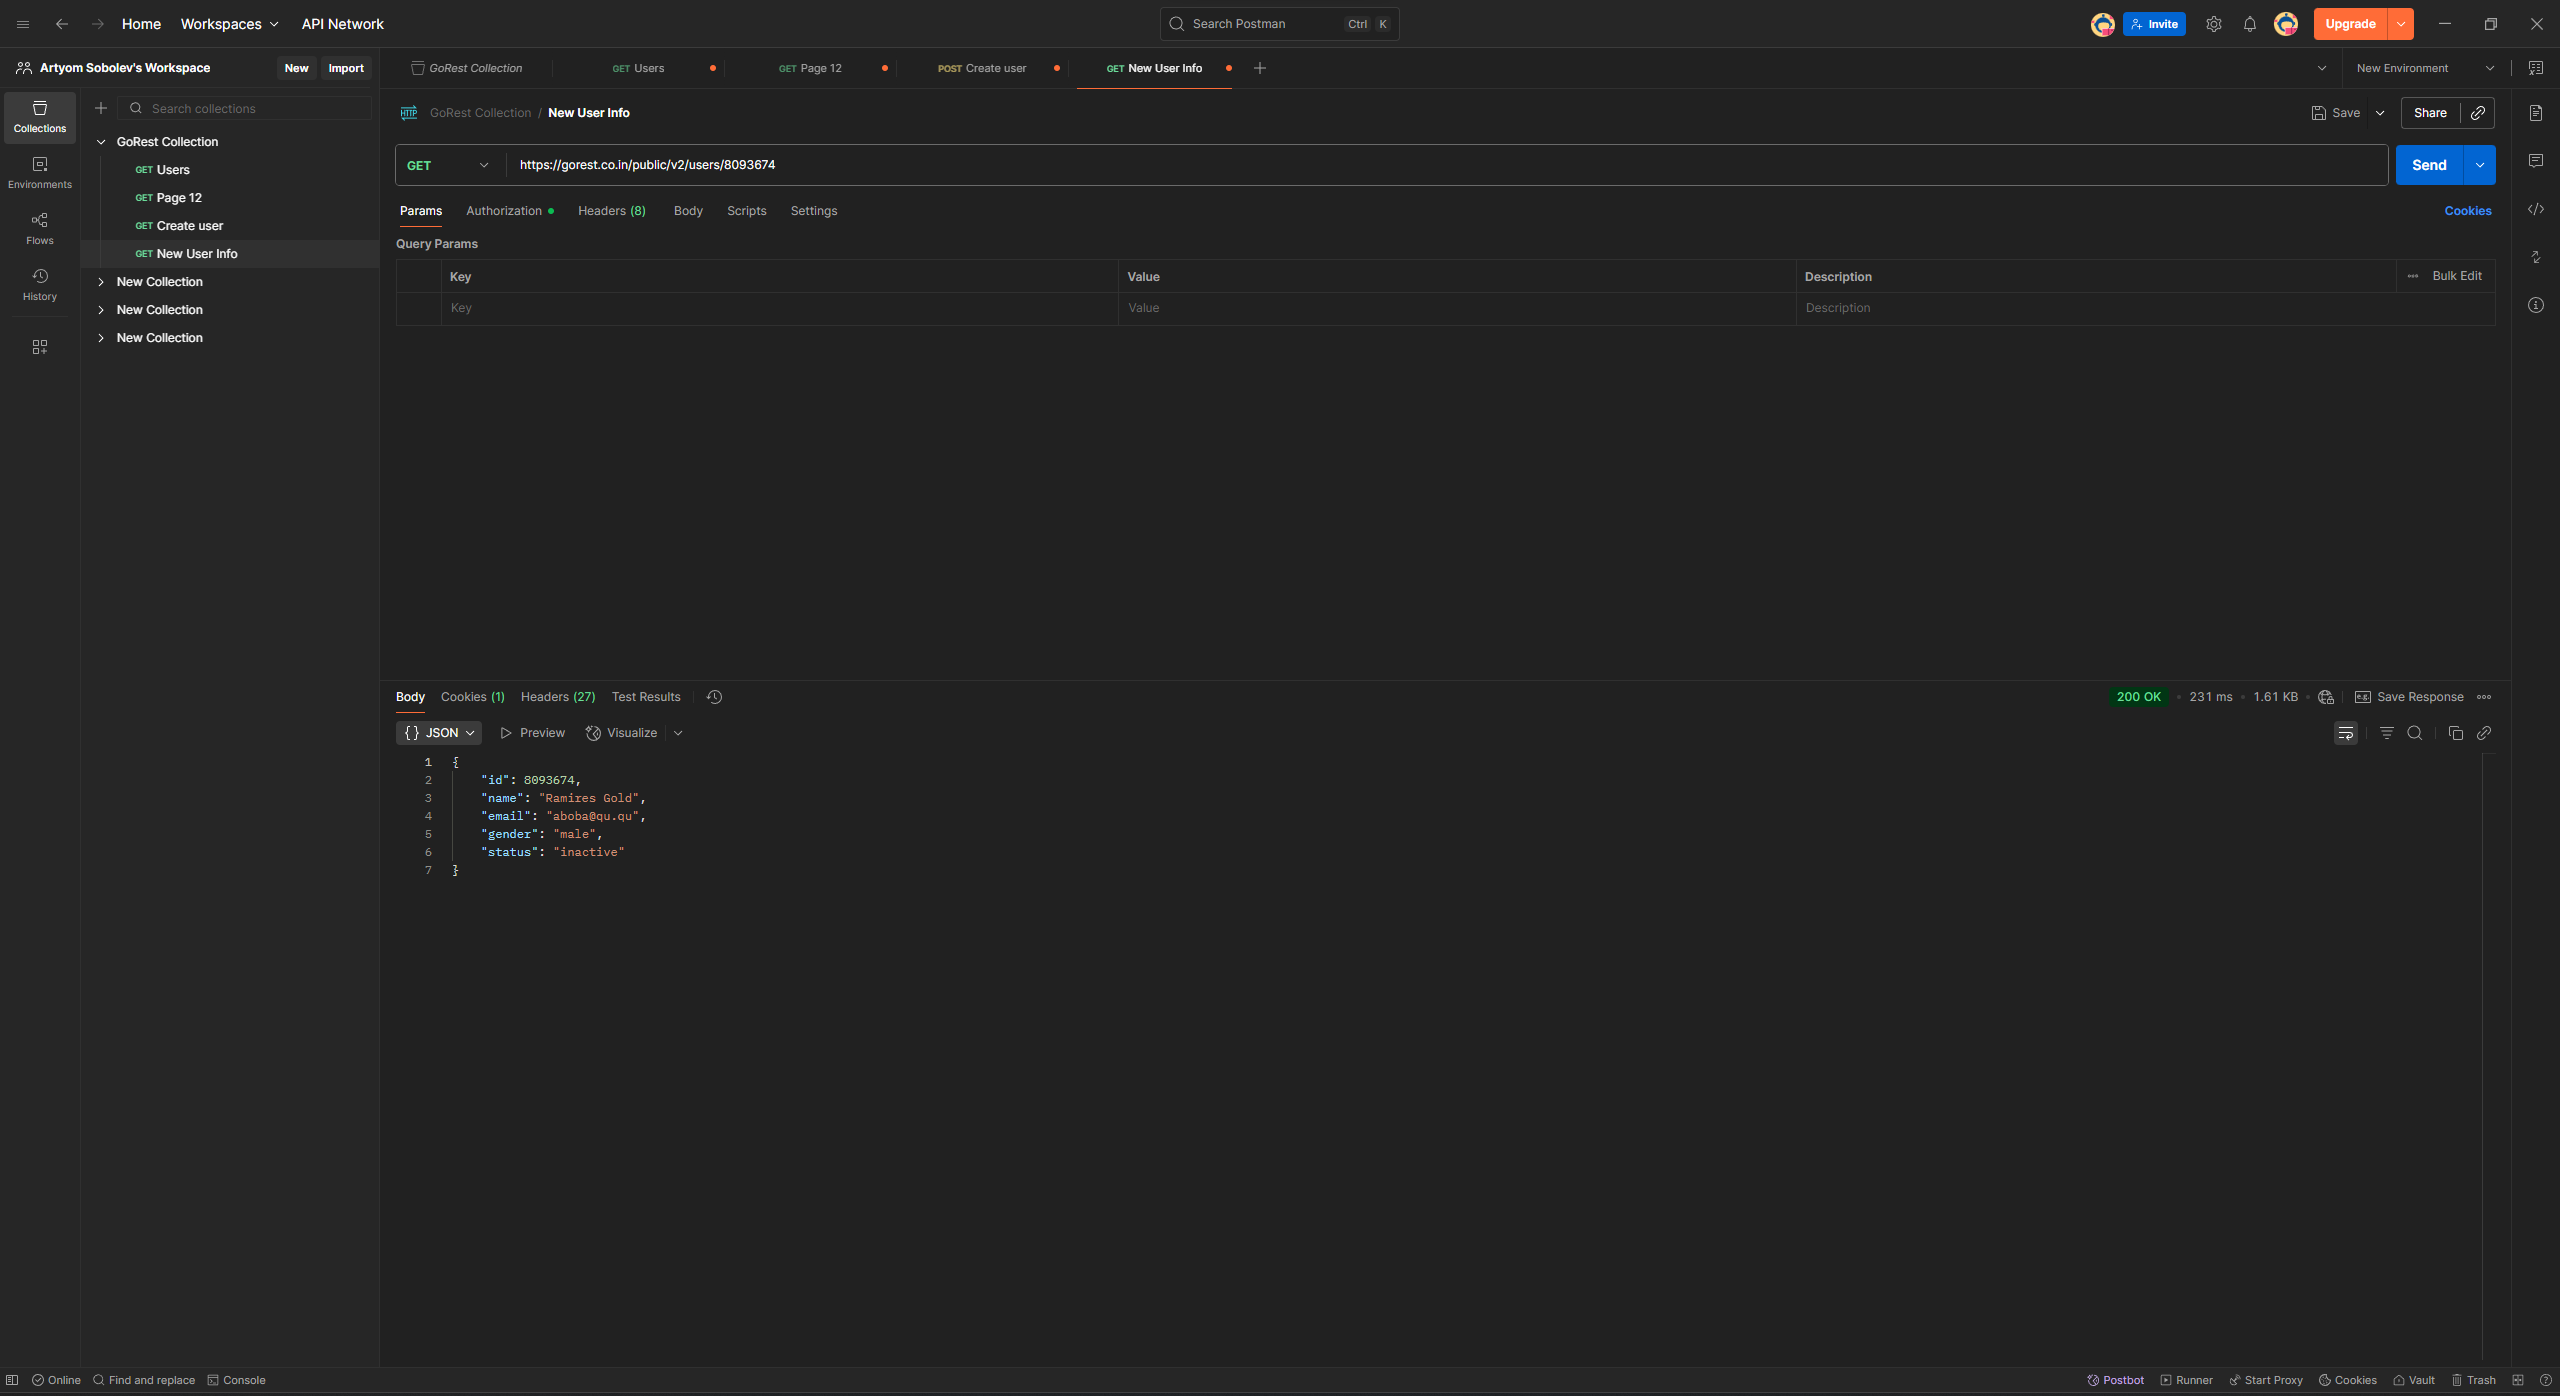 Home Workspaces API Network Search Postman Ctrl K Invite Upgrade
Artyom Sobolev's Workspace New Import GoRest Collection GET Users GET Page 12 POST Create user GET New User Info New Environment
Search collections
Collections
Environments
Flows
History
GoRest Collection
GET Users
GET Page 12
GET Create user
GET New User Info
New Collection
New Collection
New Collection
HTTP GoRest Collection / New User Info Save Share
GET https://gorest.co.in/public/v2/users/8093674 Send
Params Authorization Headers (8) Body Scripts Settings Cookies
Query Params
Key Value Description Bulk Edit
Key Value Description
Body Cookies (1) Headers (27) Test Results 200 OK 231 ms 1.61 KB e.g. Save Response
{} JSON Preview Visualize
1 {
2 "id": 8093674,
3 "name": "Ramires Gold",
4 "email": "aboba@qu.qu",
5 "gender": "male",
6 "status": "inactive"
7 }
Online Find and replace Console Postbot Runner Start Proxy Cookies Vault Trash